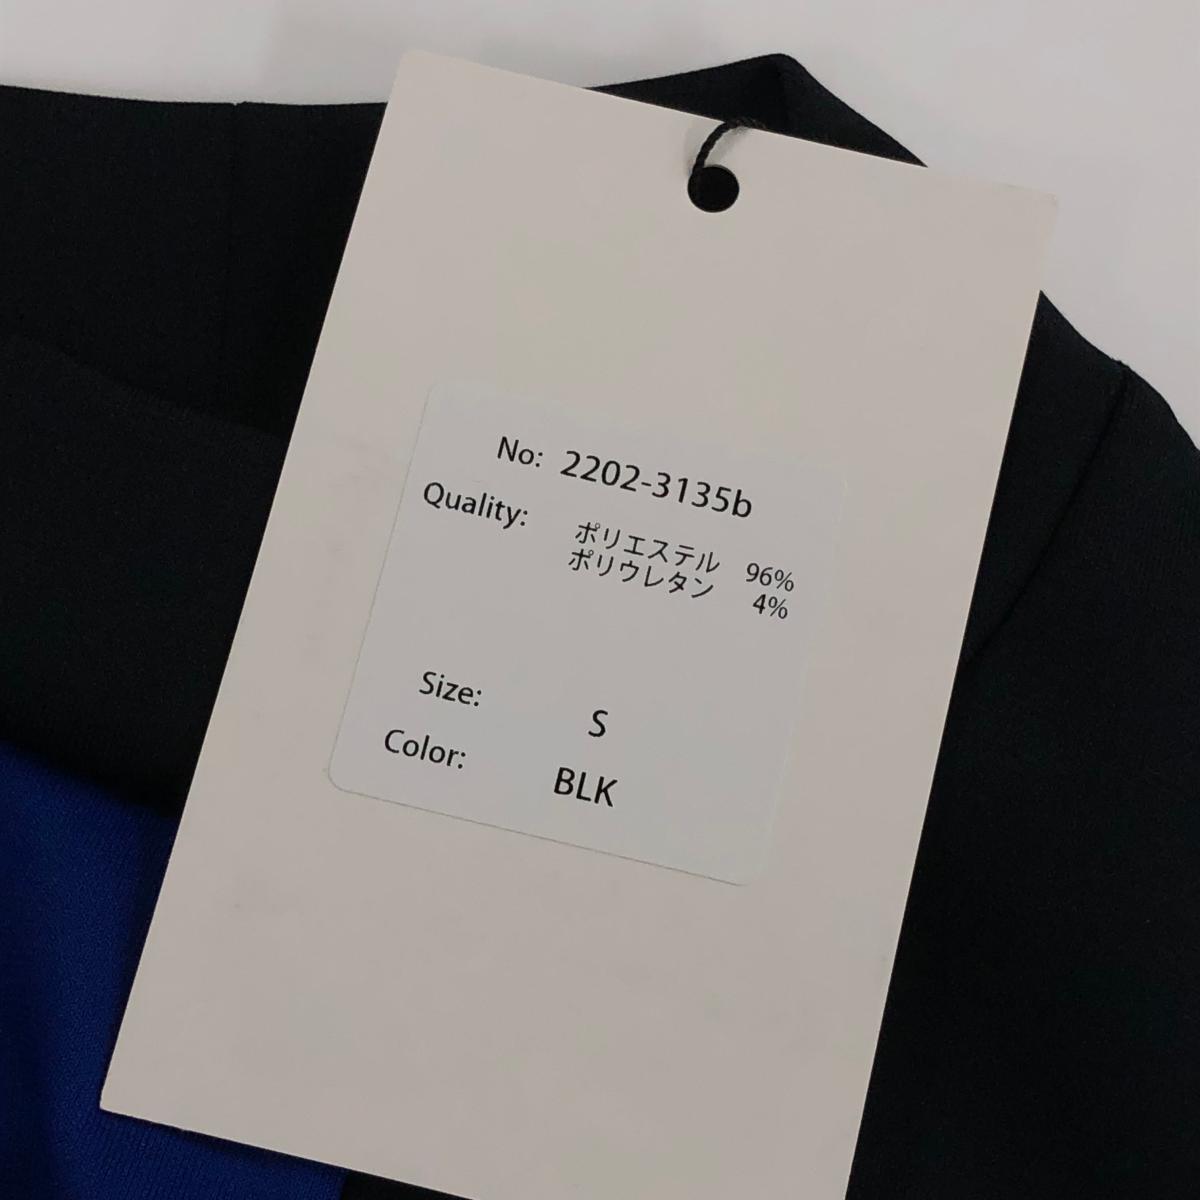 No: 2202-3135b
Quality:
ポリエステル 96%
ポリウレタン 4%
Size: S
Color: BLK